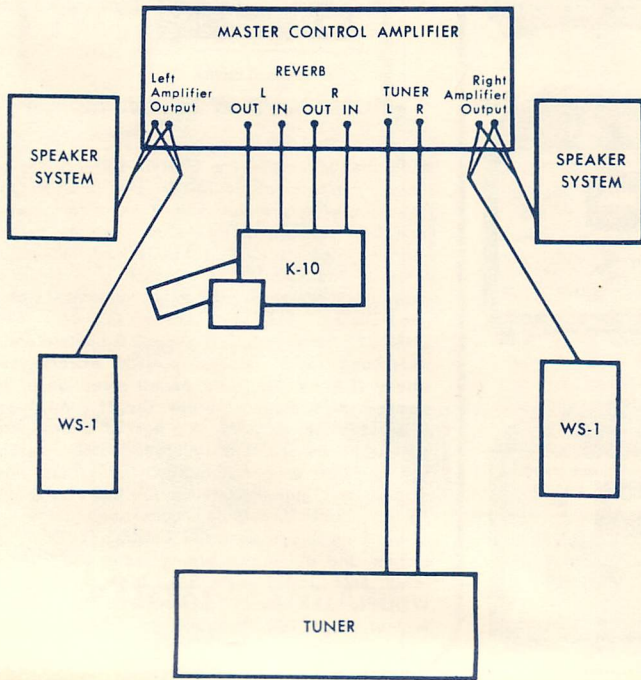 MASTER CONTROL AMPLIFIER
REVERB
Left
Amplifier
Output
L
R
OUT IN OUT IN
TUNER
L R
Right
Amplifier
Output
SPEAKER
SYSTEM
SPEAKER
SYSTEM
K-10
WS-1
WS-1
TUNER